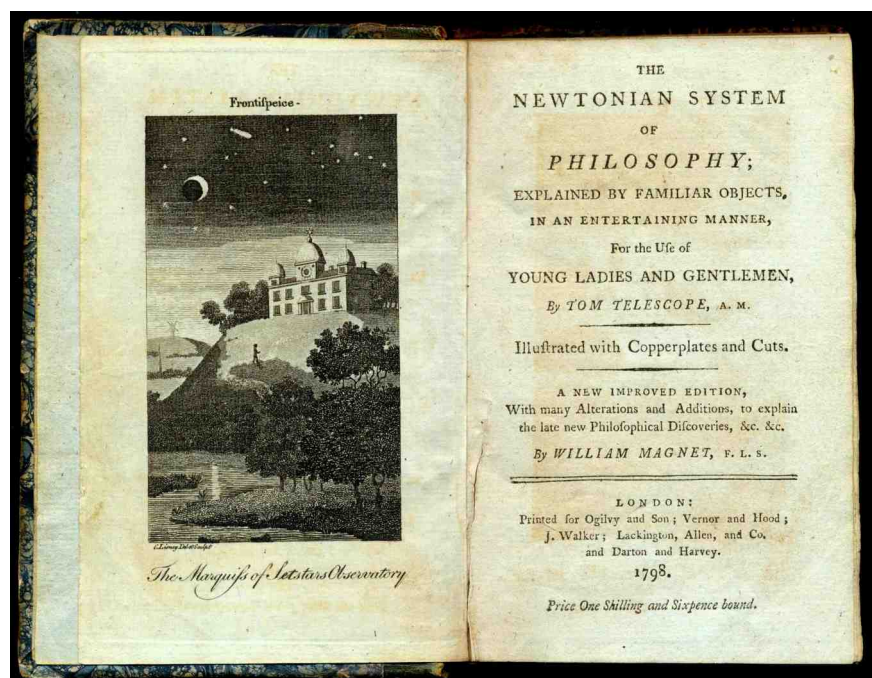 Frontiſpeice -
The Marquiſs of Setstars Observatory
THE
NEWTONIAN SYSTEM
OF
PHILOSOPHY;
EXPLAINED BY FAMILIAR OBJECTS,
IN AN ENTERTAINING MANNER,
For the Uſe of
YOUNG LADIES AND GENTLEMEN,
By TOM TELESCOPE, A. M.
Illuſtrated with Copperplates and Cuts.
A NEW IMPROVED EDITION,
With many Alterations and Additions, to explain
the late new Philoſophical Diſcoveries, &c. &c.
By WILLIAM MAGNET, F. L. S.
LONDON:
Printed for Ogilvy and Son; Vernor and Hood;
J. Walker; Lackington, Allen, and Co.
and Darton and Harvey.
1798.
Price One Shilling and Sixpence bound.